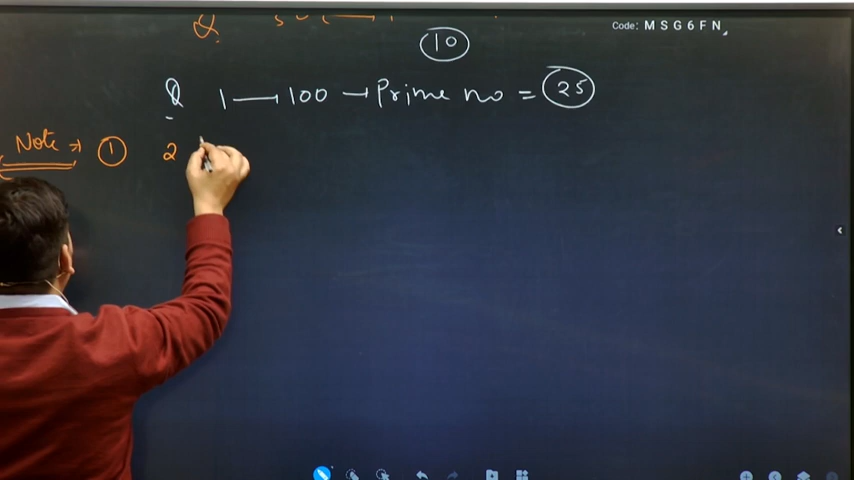 Code: M S G 6 F N
Q.
10
Q 1 — 100 → Prime no = 25
Note → 1 2